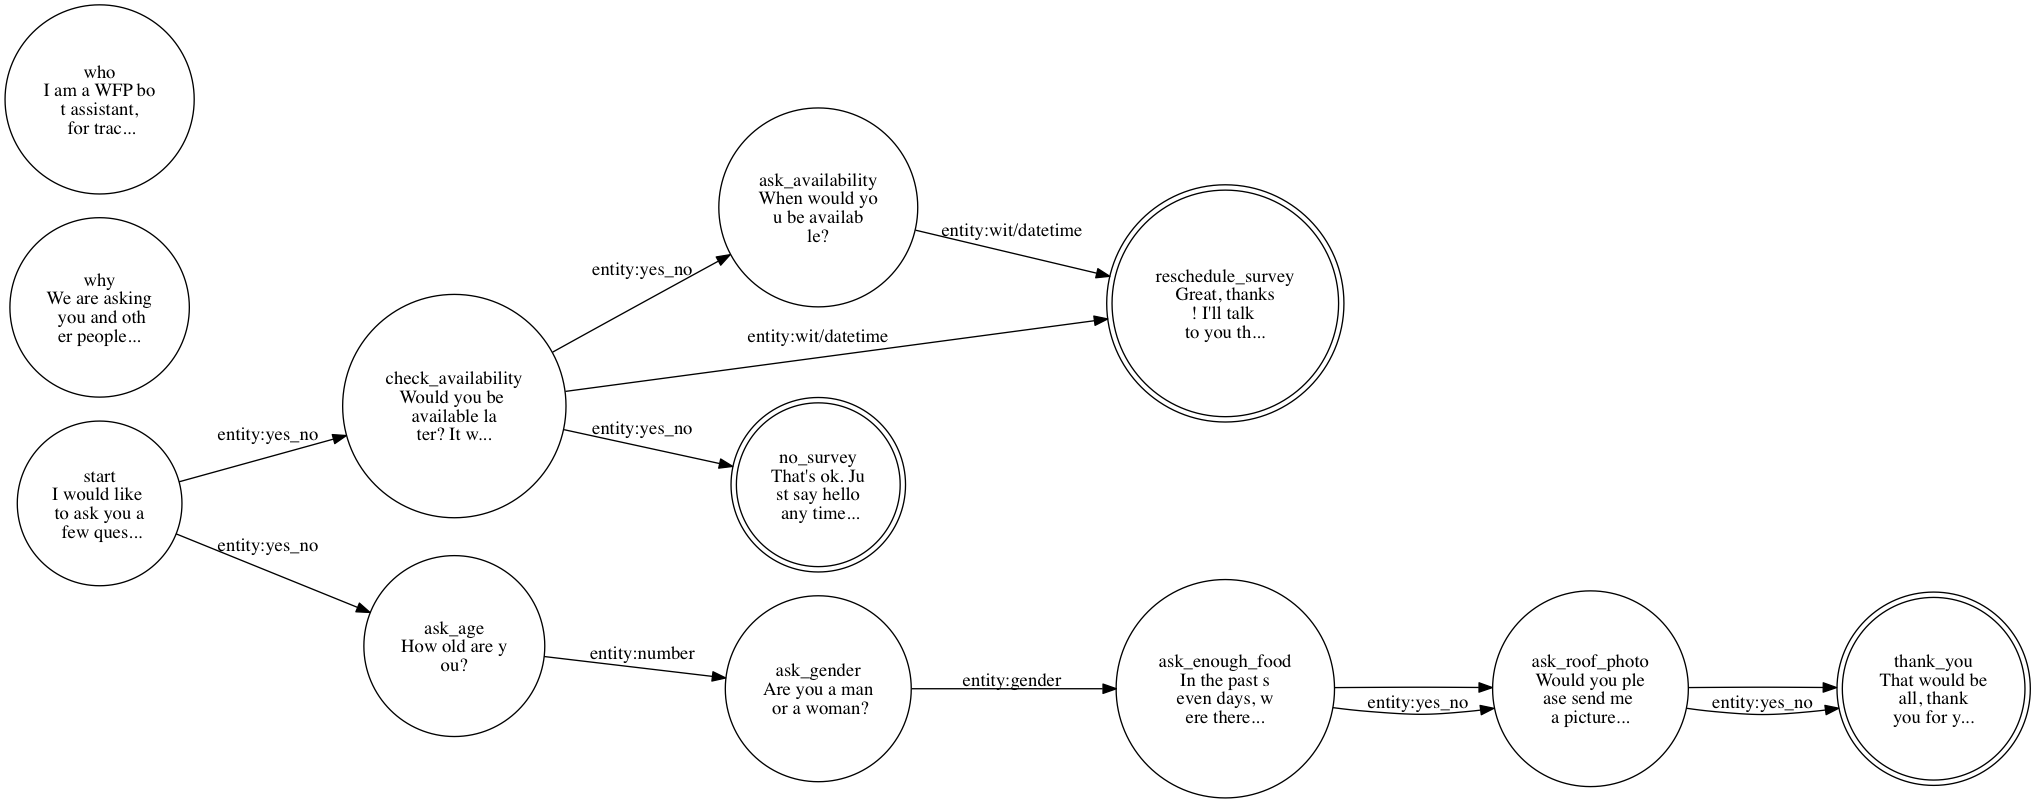 who
I am a WFP bo
t assistant,
for trac...
why
We are asking
you and oth
er people...
start
I would like
to ask you a
few ques...
entity:yes_no
entity:yes_no
check_availability
Would you be
available la
ter? It w...
ask_age
How old are y
ou?
entity:yes_no
entity:wit/datetime
entity:yes_no
entity:number
ask_availability
When would yo
u be availab
le?
no_survey
That's ok. Ju
st say hello
any time...
ask_gender
Are you a man
or a woman?
entity:wit/datetime
entity:gender
reschedule_survey
Great, thanks
! I'll talk
to you th...
ask_enough_food
In the past s
even days, w
ere there...
entity:yes_no
ask_roof_photo
Would you ple
ase send me
a picture...
entity:yes_no
thank_you
That would be
all, thank
you for y...